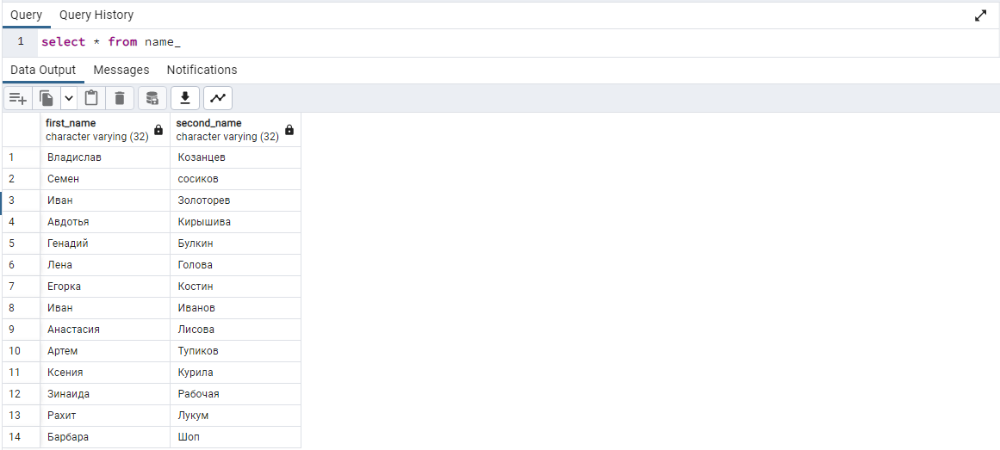 Query Query History
1 select * from name_
Data Output Messages Notifications
first_name second_name
character varying (32) character varying (32)
1 Владислав Козанцев
2 Семен сосиков
3 Иван Золоторев
4 Авдотья Кирышива
5 Генадий Булкин
6 Лена Голова
7 Егорка Костин
8 Иван Иванов
9 Анастасия Лисова
10 Артем Тупиков
11 Ксения Курила
12 Зинаида Рабочая
13 Рахит Лукум
14 Барбара Шоп